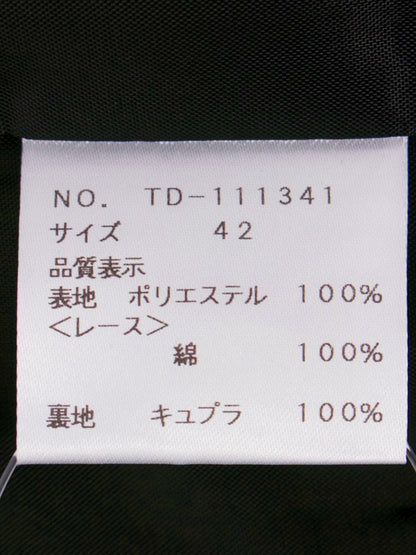 NO. TD-111341
サイズ 42
品質表示
表地 ポリエステル 100%
<レース>
綿 100%
裏地 キュプラ 100%